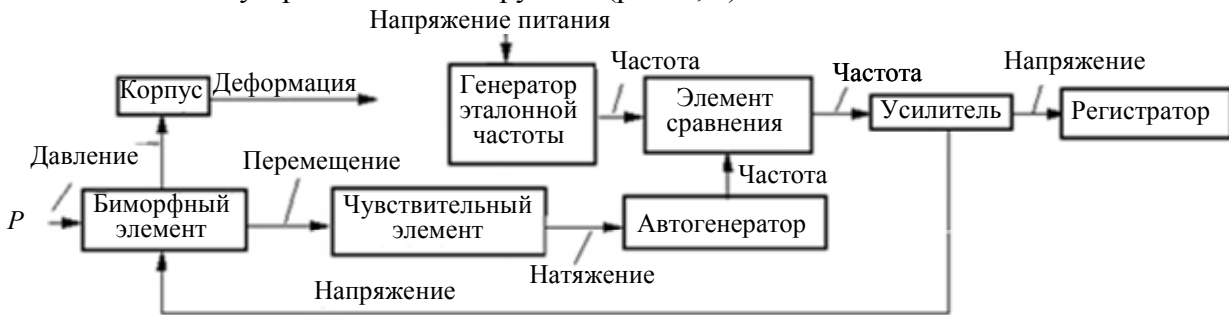 Напряжение питания
Частота
Частота
Напряжение
Корпус
Деформация
Генератор
эталонной
частоты
Элемент
сравнения
Усилитель
Регистратор
Давление
Перемещение
Частота
P
Биморфный
элемент
Чувствительный
элемент
Автогенератор
Натяжение
Напряжение